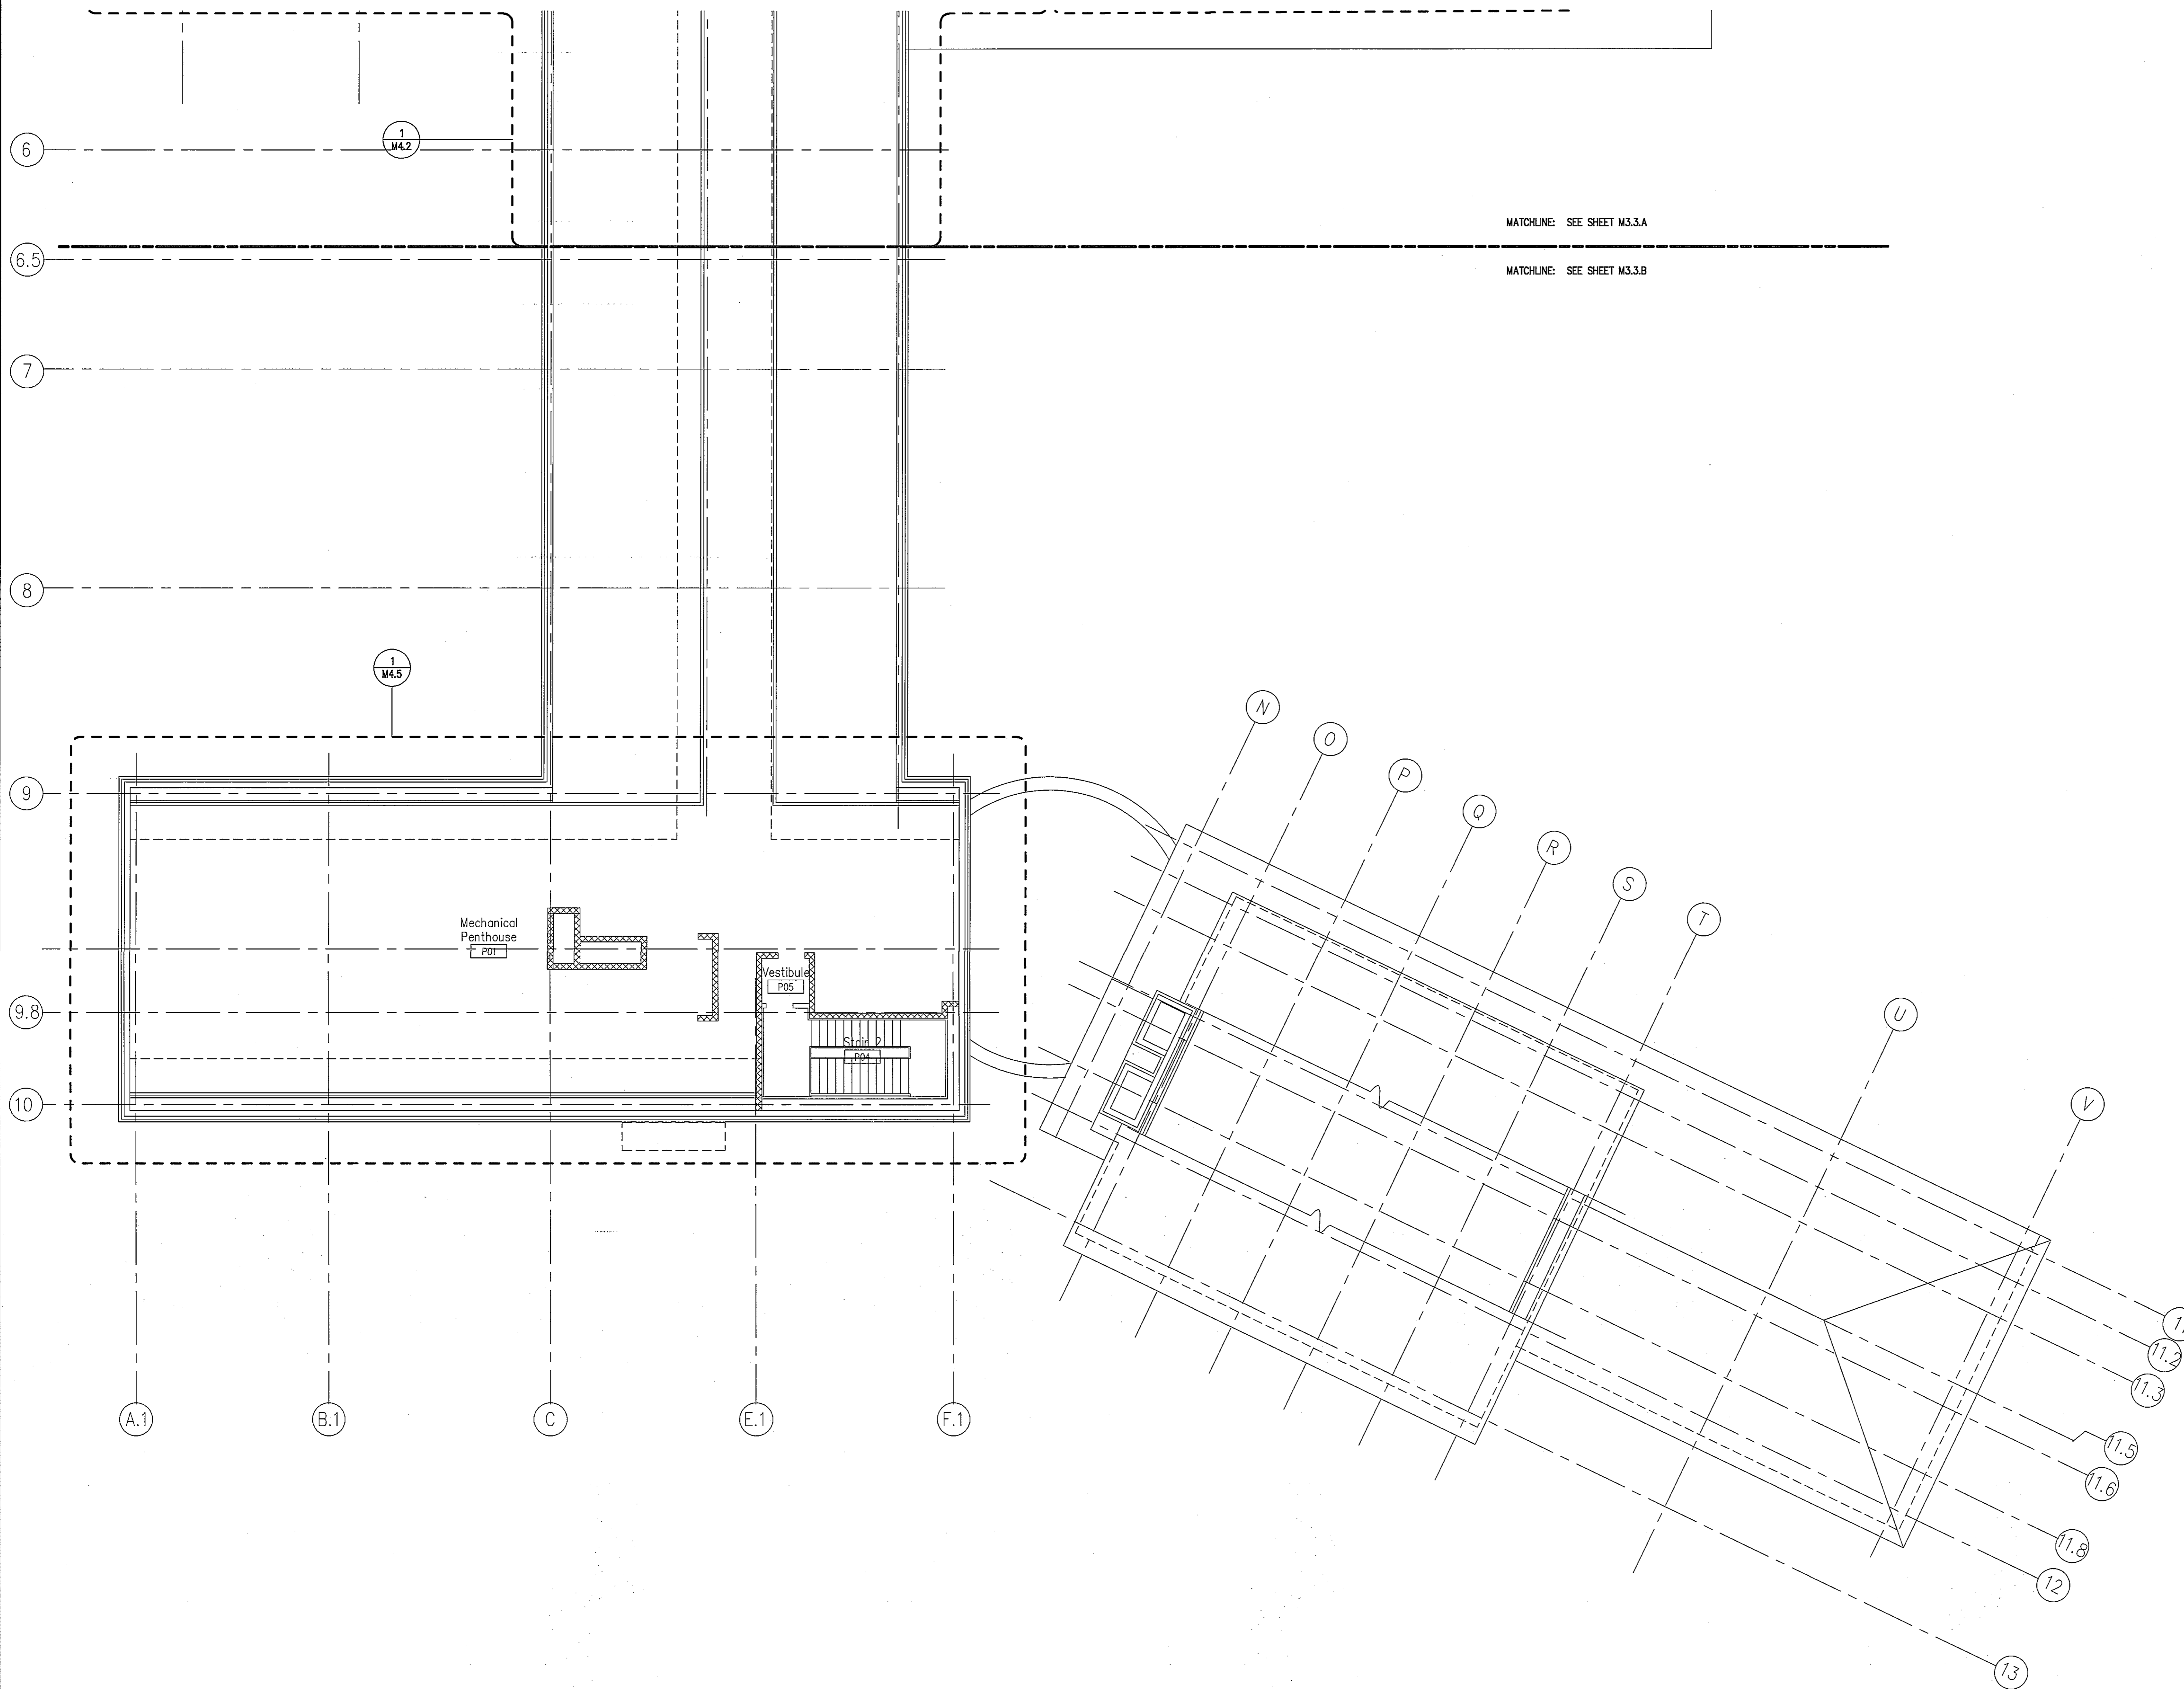 1
M4.2
6
MATCHLINE: SEE SHEET M3.3.A
6.5
MATCHLINE: SEE SHEET M3.3.B
7
8
1
M4.5
N
O
P
Q
R
S
T
U
V
9
Mechanical
Penthouse
P01
Vestibule
P05
9.8
Stair 2
P04
10
A.1
B.1
C
E.1
F.1
11.2
11.3
11.5
11.6
11.8
12
13